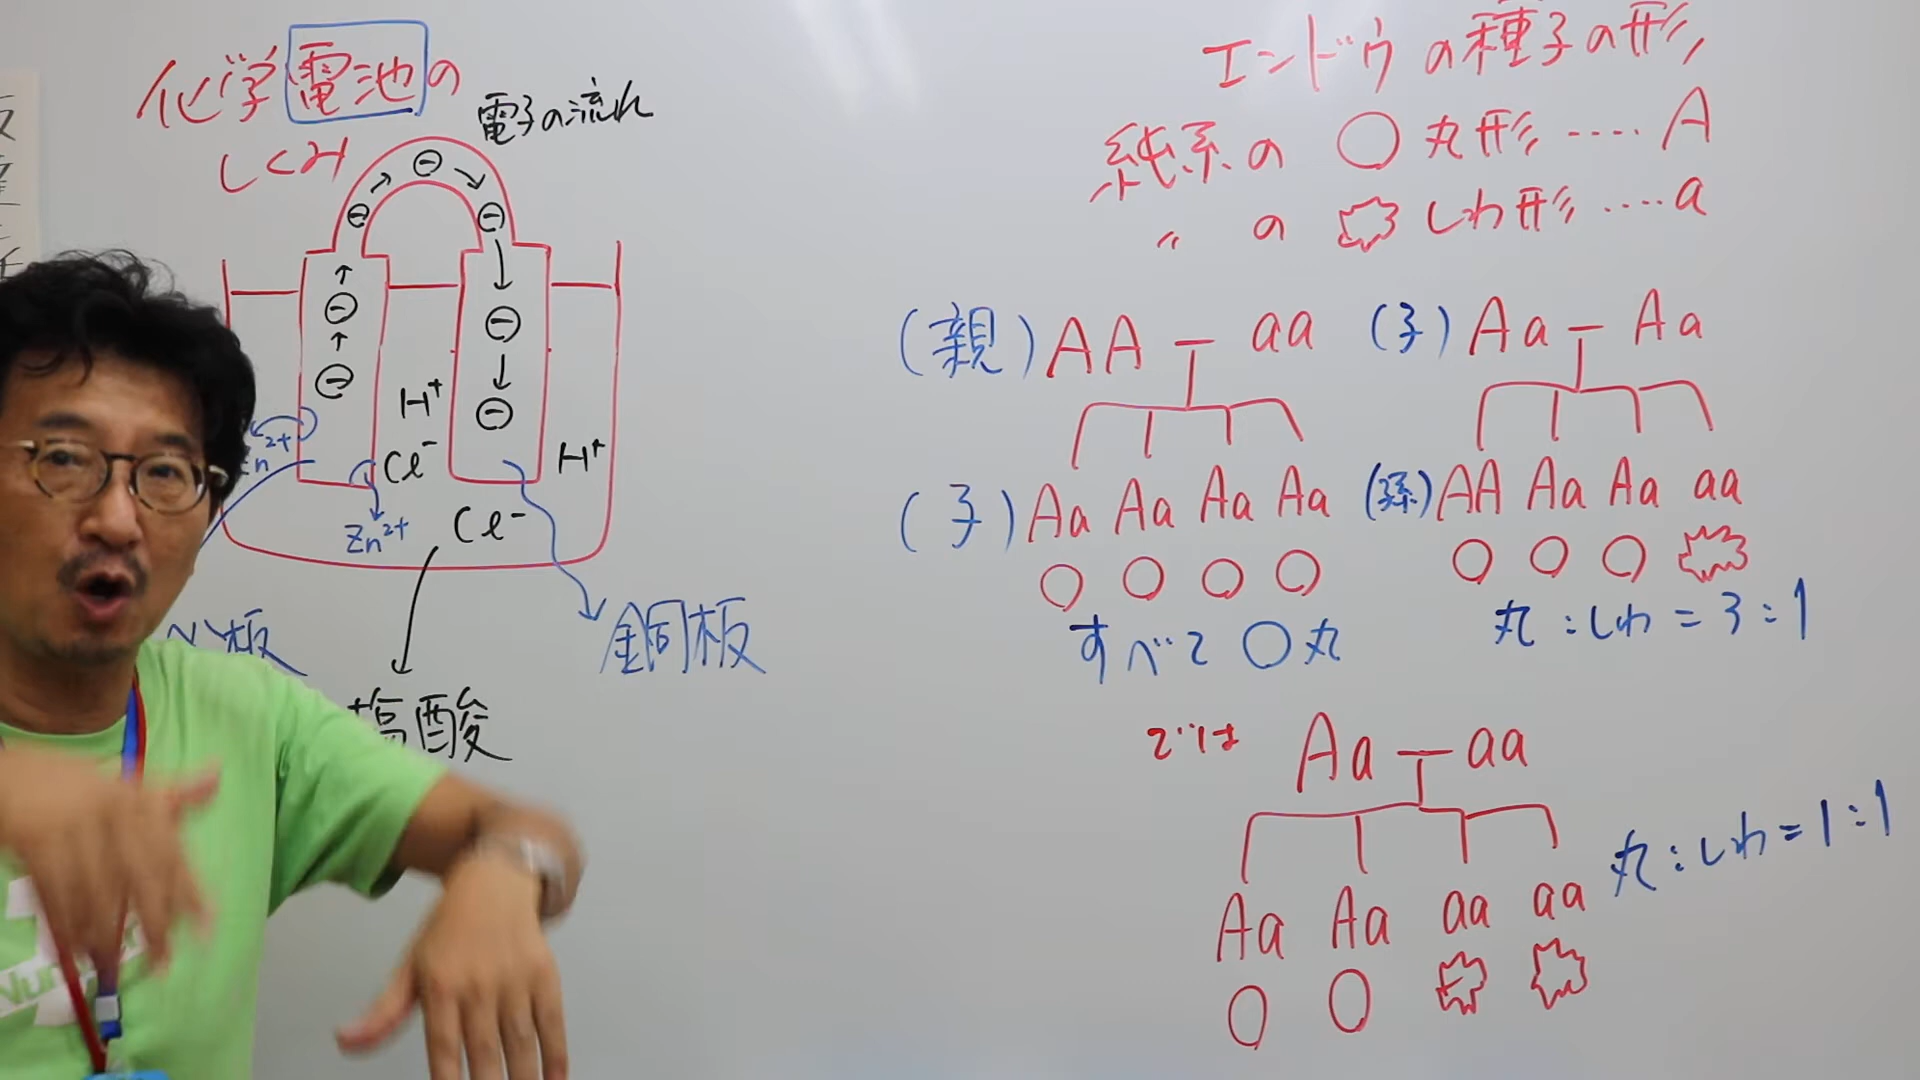 化学電池の
しくみ
電子の流れ
⊖
⊖
⊖
⊖
⊖
⊖
⊖
H⁺
Cl⁻
H⁺
Zn²⁺
Cl⁻
銅板
板
塩酸
エンドウの種子の形
純系の 〇 丸形 ‥‥ A
〃 の しわ形 ‥‥ a
(親) AA — aa
(子) Aa Aa Aa Aa
〇 〇 〇 〇
すべて 〇 丸
(子) Aa — Aa
(孫) AA Aa Aa aa
〇 〇 〇
丸:しわ = 3:1
では Aa — aa
Aa Aa aa aa
〇 〇
丸:しわ = 1:1